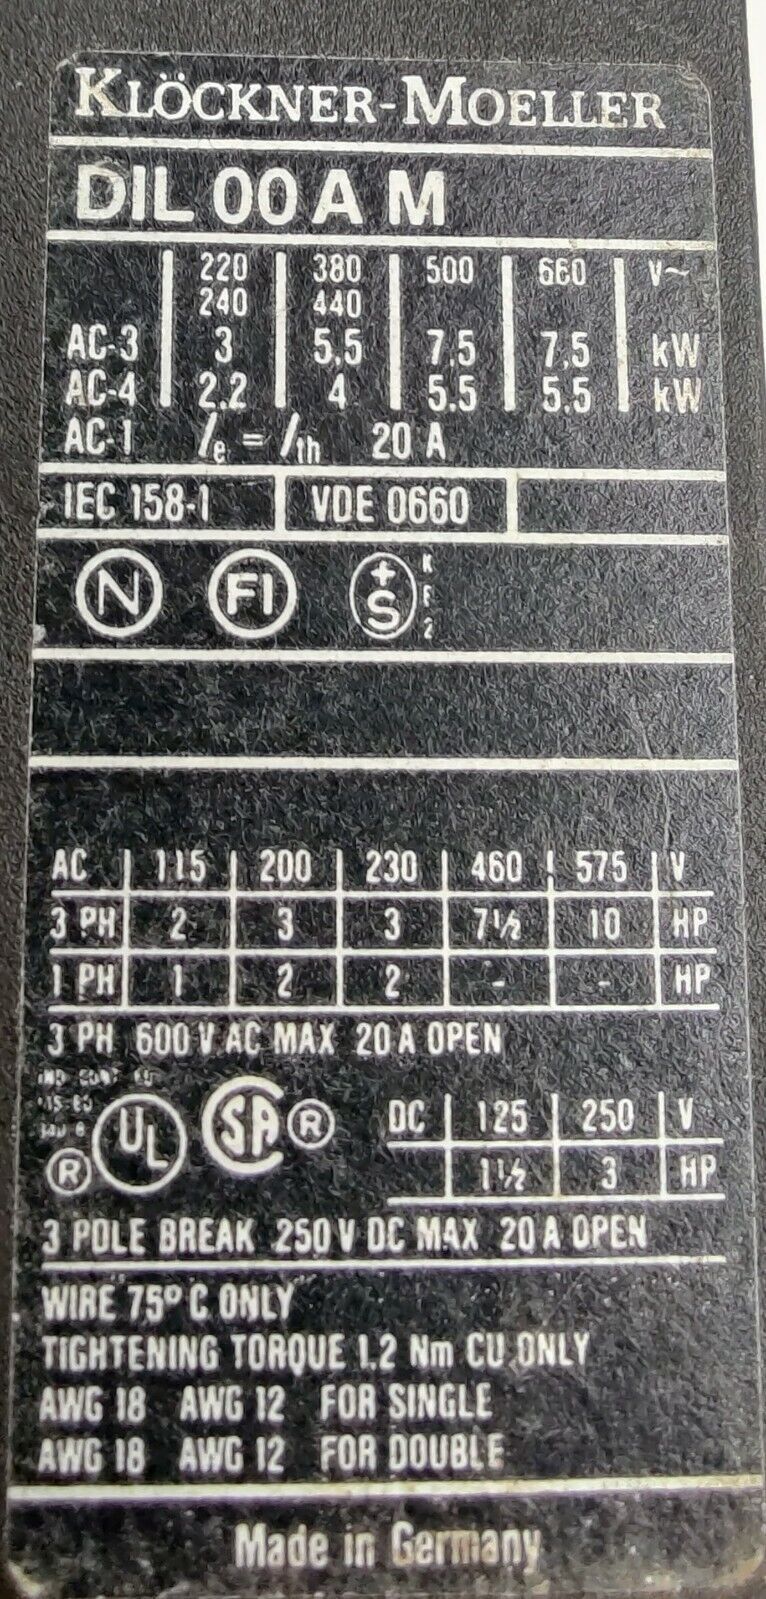 KLÖCKNER-MOELLER
DIL 00 A M
220 380 500 660 V~
240 440
AC-3 3 5,5 7,5 7,5 kW
AC-4 2,2 4 5,5 5,5 kW
AC-1 Ie = Ith 20 A
IEC 158-1 VDE 0660
N FI +S
AC 115 200 230 460 575 V
3 PH 2 3 3 7½ 10 HP
1 PH 1 2 2 - - HP
3 PH 600 V AC MAX 20 A OPEN
UL ® SA ® DC 125 250 V
1½ 3 HP
3 POLE BREAK 250 V DC MAX 20 A OPEN
WIRE 75° C ONLY
TIGHTENING TORQUE 1.2 Nm CU ONLY
AWG 18 AWG 12 FOR SINGLE
AWG 18 AWG 12 FOR DOUBLE
Made in Germany